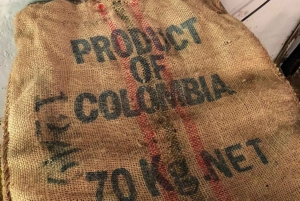 PRODUCT
OF
COLOMBIA
70 Kg.NET